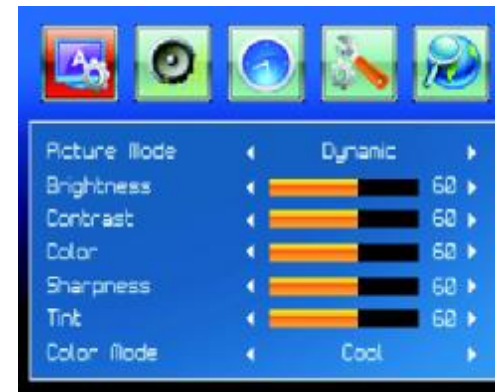 Picture Mode Dynamic
Brightness 60
Contrast 60
Color 60
Sharpness 60
Tint 60
Color Mode Cool